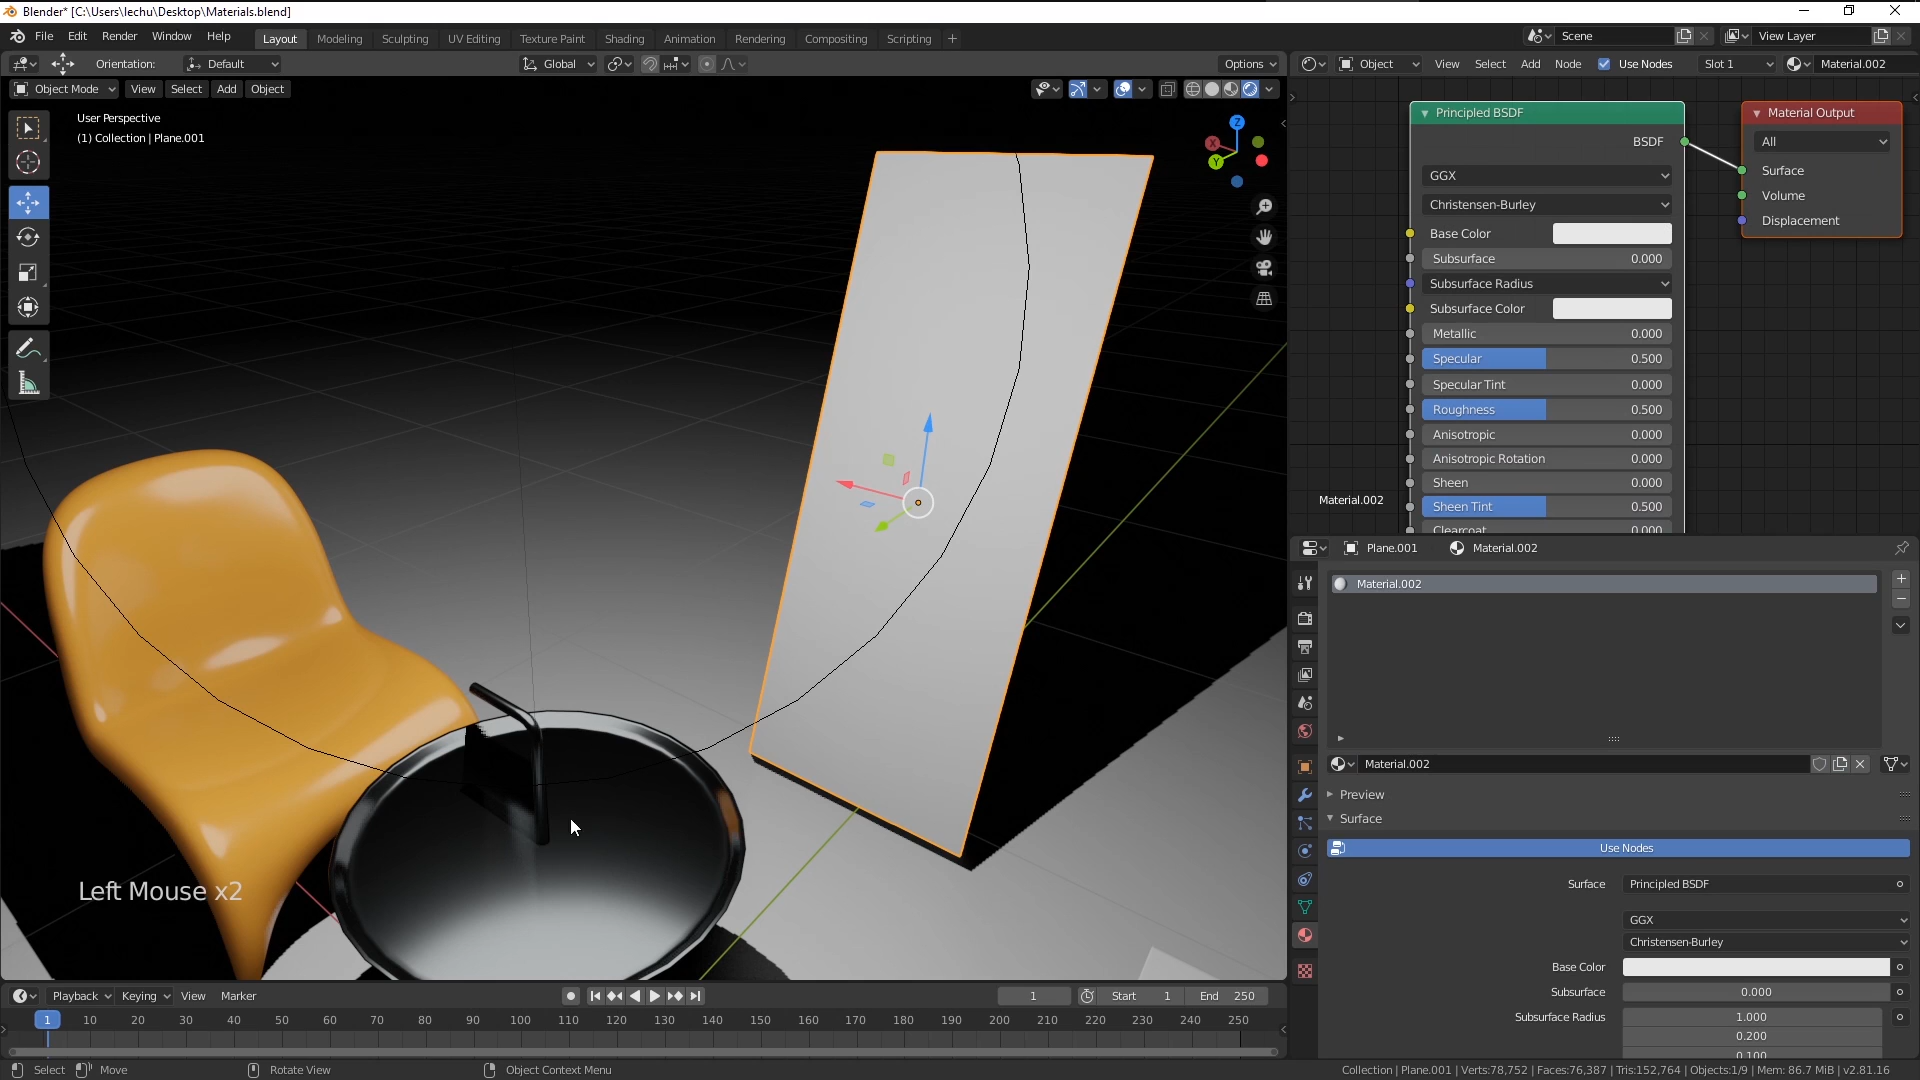 Blender* [C:\Users\lechu\Desktop\Materials.blend]
File Edit Render Window Help
Layout Modeling Sculpting UV Editing Texture Paint Shading Animation Rendering Compositing Scripting +
Scene
View Layer
Orientation: Default
Global
Options
Object View Select Add Node Use Nodes Slot 1 Material.002
Object Mode View Select Add Object
User Perspective
(1) Collection | Plane.001
Z
X
Y
Principled BSDF
BSDF
GGX
Christensen-Burley
Base Color
Subsurface 0.000
Subsurface Radius
Subsurface Color
Metallic 0.000
Specular 0.500
Specular Tint 0.000
Roughness 0.500
Anisotropic 0.000
Anisotropic Rotation 0.000
Sheen 0.000
Sheen Tint 0.500
Clearcoat 0.000
Material Output
All
Surface
Volume
Displacement
Material.002
Plane.001 Material.002
Material.002
Material.002
Preview
Surface
Use Nodes
Surface Principled BSDF
GGX
Christensen-Burley
Base Color
Subsurface 0.000
Subsurface Radius 1.000
0.200
0.100
Left Mouse x2
Playback Keying View Marker
1
Start 1
End 250
1 10 20 30 40 50 60 70 80 90 100 110 120 130 140 150 160 170 180 190 200 210 220 230 240 250
Select Move Rotate View Object Context Menu
Collection | Plane.001 | Verts:78,752 | Faces:76,387 | Tris:152,764 | Objects:1/9 | Mem: 86.7 MiB | v2.81.16